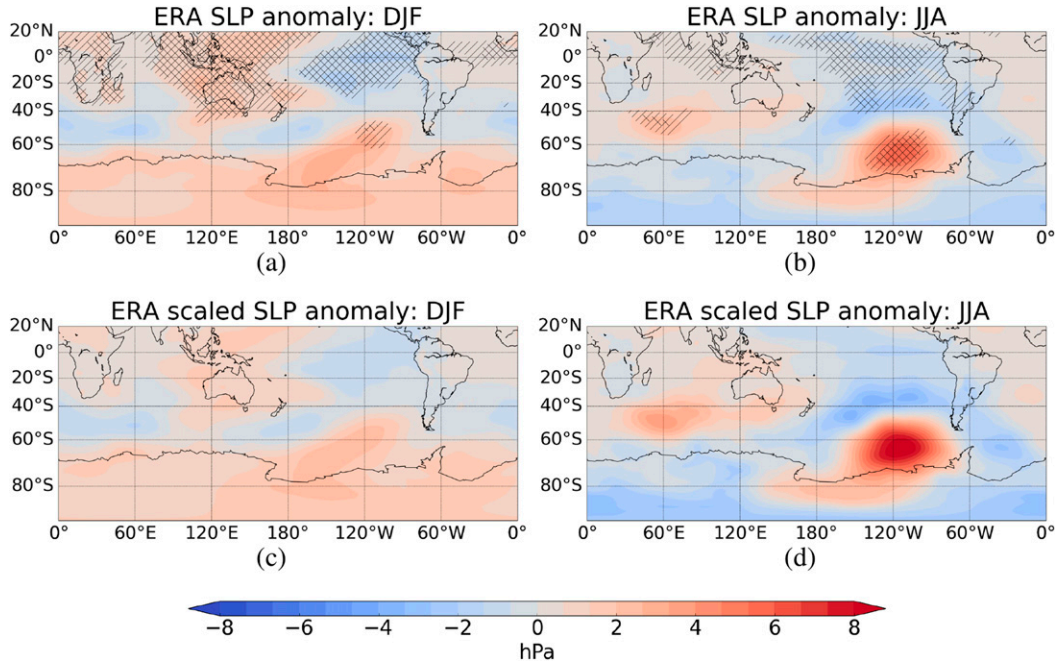 ERA SLP anomaly: DJF
20°N
0°
20°S
40°S
60°S
80°S
0° 60°E 120°E 180° 120°W 60°W 0°
(a)
ERA SLP anomaly: JJA
20°N
0°
20°S
40°S
60°S
80°S
0° 60°E 120°E 180° 120°W 60°W 0°
(b)
ERA scaled SLP anomaly: DJF
20°N
0°
20°S
40°S
60°S
80°S
0° 60°E 120°E 180° 120°W 60°W 0°
(c)
ERA scaled SLP anomaly: JJA
20°N
0°
20°S
40°S
60°S
80°S
0° 60°E 120°E 180° 120°W 60°W 0°
(d)
−8 −6 −4 −2 0 2 4 6 8
hPa